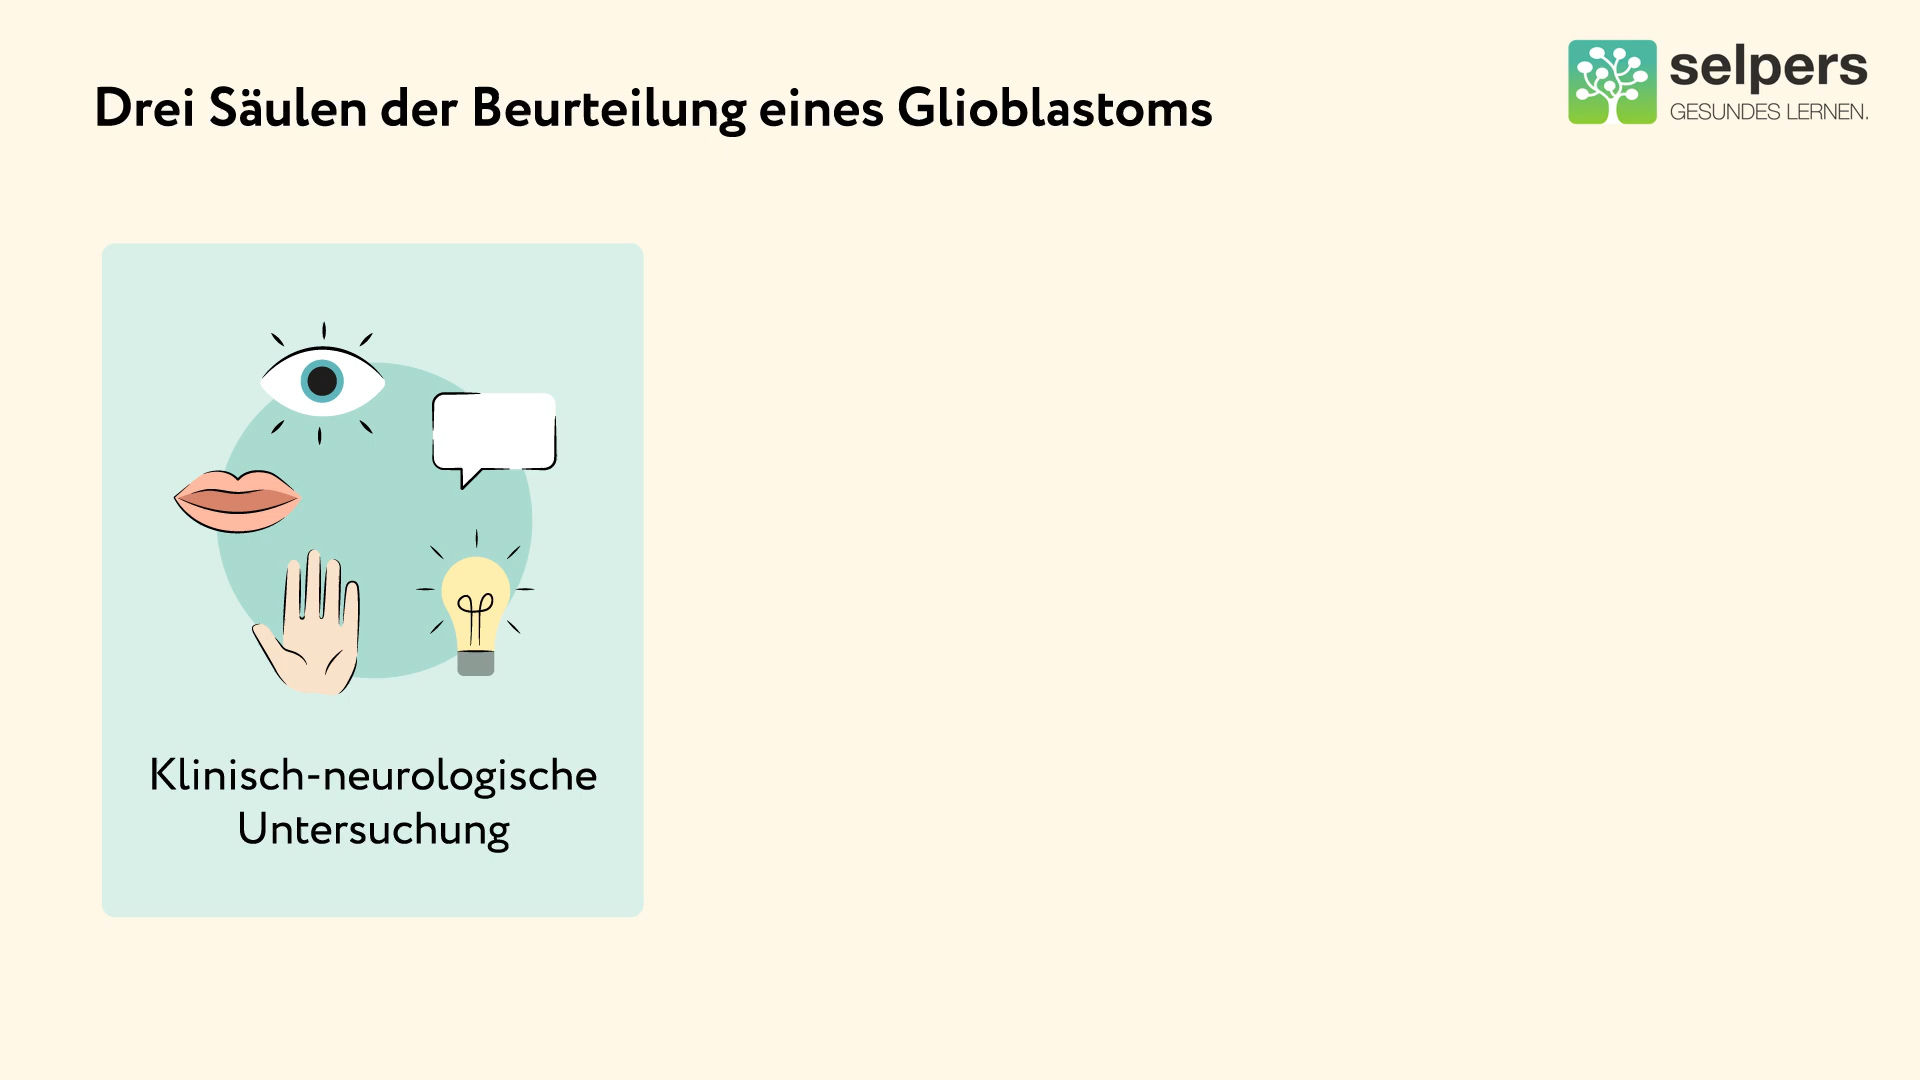 Drei Säulen der Beurteilung eines Glioblastoms
selpers
GESUNDES LERNEN.
Klinisch-neurologische
Untersuchung